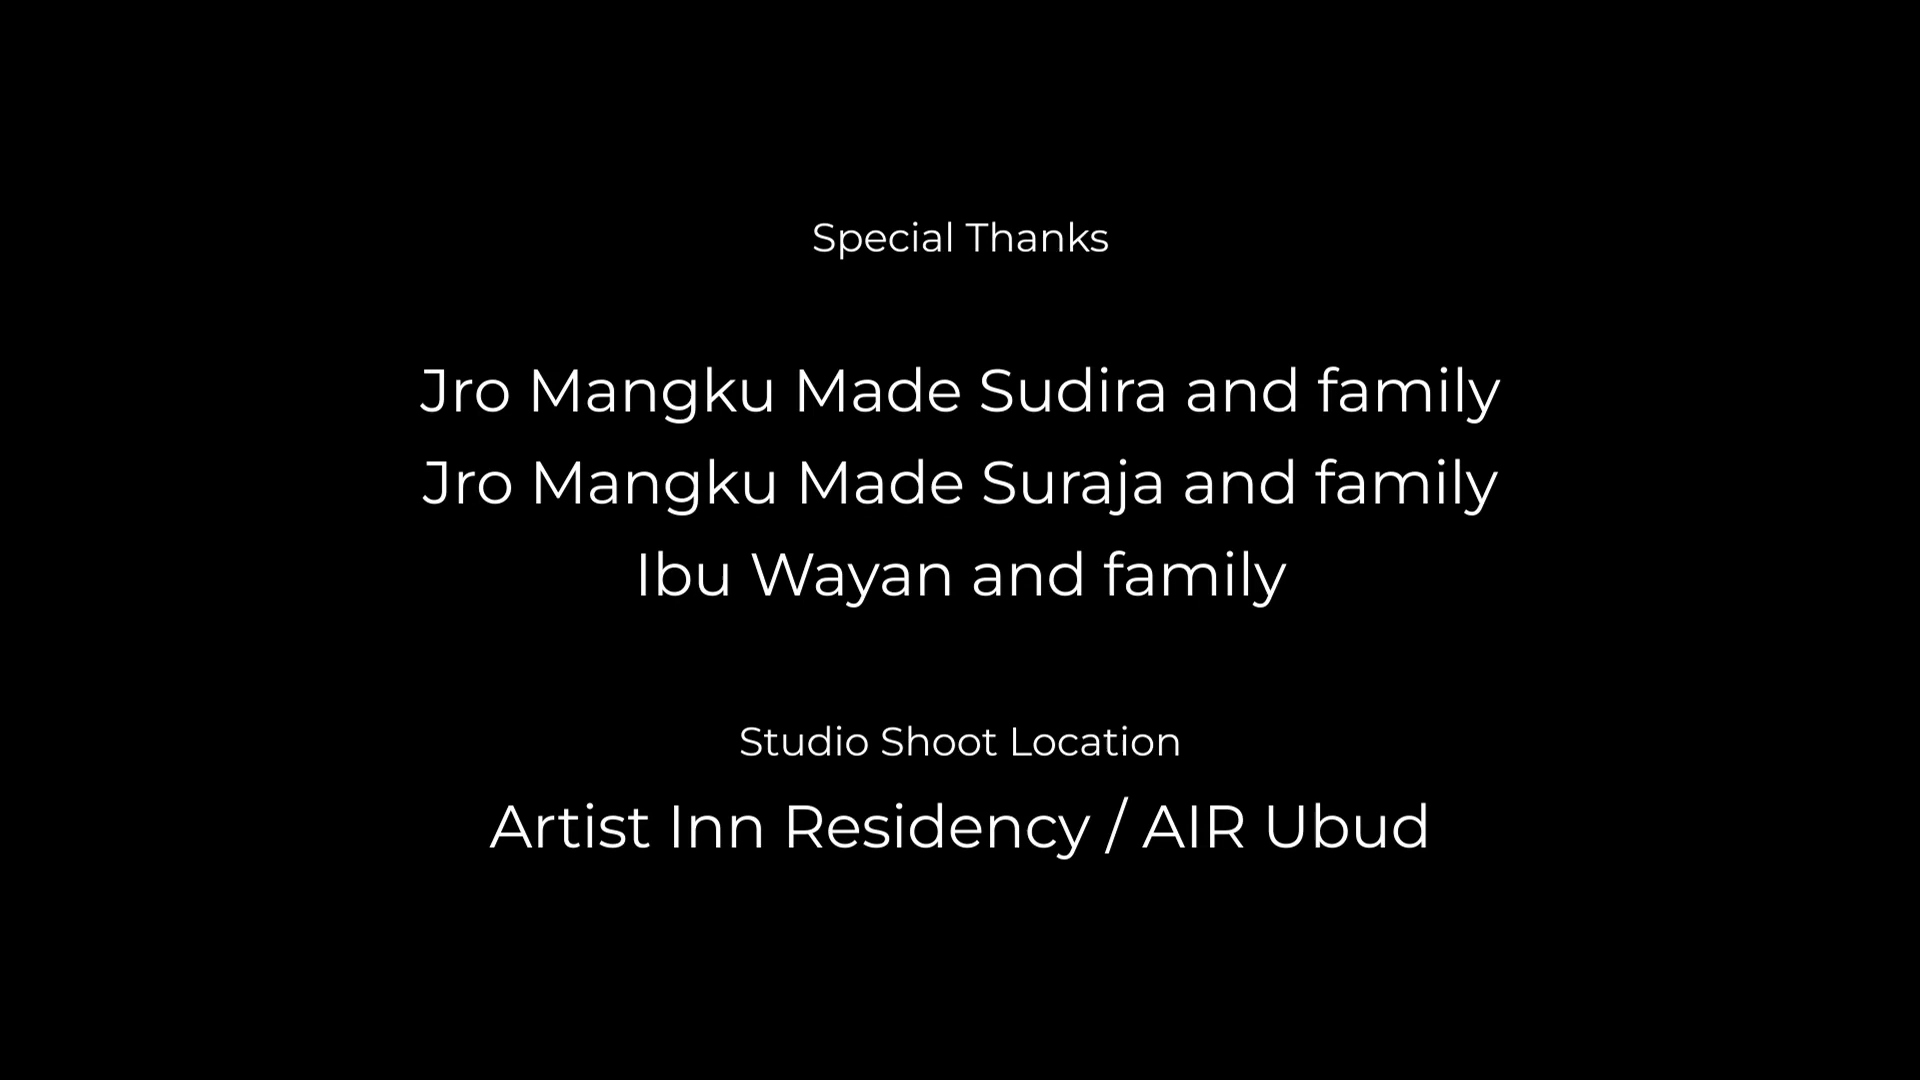 Special Thanks
Jro Mangku Made Sudira and family
Jro Mangku Made Suraja and family
Ibu Wayan and family
Studio Shoot Location
Artist Inn Residency / AIR Ubud